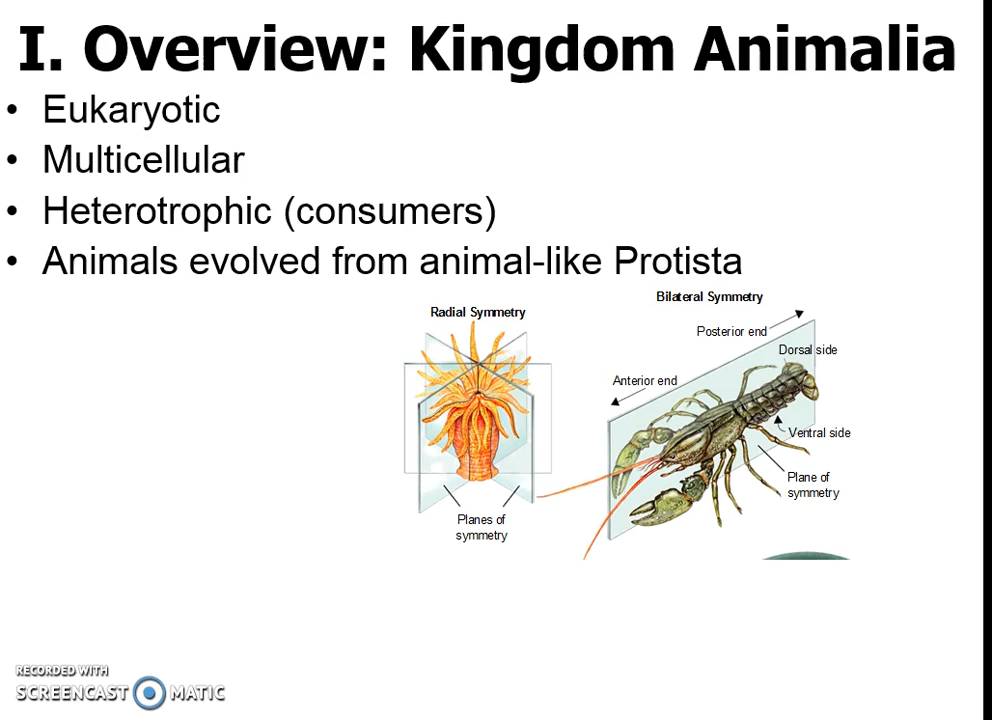 I. Overview: Kingdom Animalia
• Eukaryotic
• Multicellular
• Heterotrophic (consumers)
• Animals evolved from animal-like Protista
Radial Symmetry
Planes of
symmetry
Bilateral Symmetry
Posterior end
Dorsal side
Anterior end
Ventral side
Plane of
symmetry
RECORDED WITH
SCREENCAST MATIC